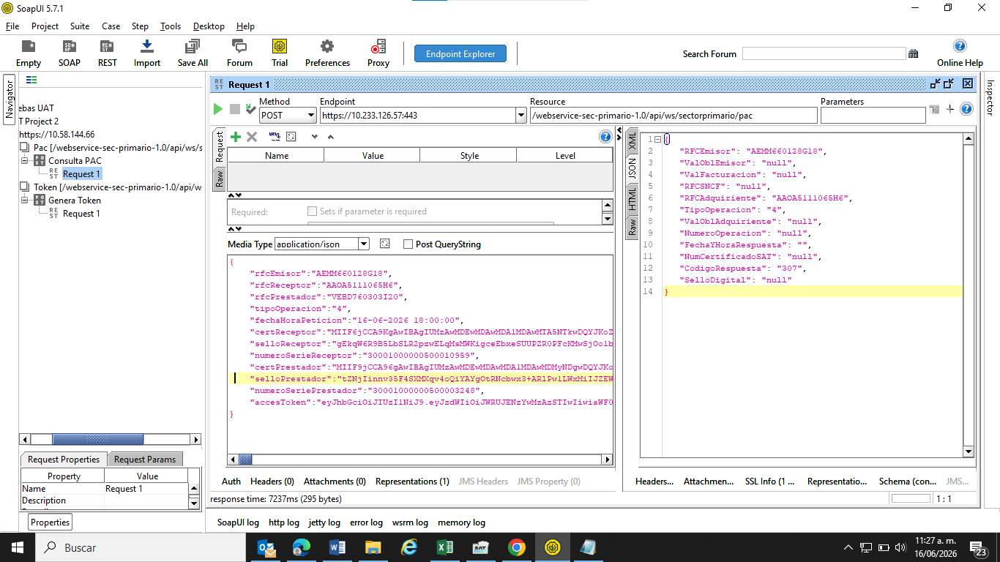 SoapUI 5.7.1
File Project Suite Case Step Tools Desktop Help
Empty SOAP REST Import Save All Forum Trial Preferences Proxy
Endpoint Explorer
Search Forum
Online Help
Navigator
ebas UAT
T Project 2
https://10.58.144.66
Pac [/webservice-sec-primario-1.0/api/ws/s
Consulta PAC
Request 1
Token [/webservice-sec-primario-1.0/api/w
Genera Token
Request 1
Request Properties Request Params
Property Value
Name Request 1
Description
Properties
Request 1
Method Endpoint Resource Parameters
POST https://10.233.126.57:443 /webservice-sec-primario-1.0/api/ws/sectorprimario/pac
Request
Raw
Name Value Style Level
Required: Sets if parameter is required
Media Type application/json Post QueryString
{
"rfcEmisor":"AEMM660128G18",
"rfcReceptor":"AAOA5111065H6",
"rfcPrestador":"VEBD760303I20",
"tipoOperacion":"4",
"fechaHoraPeticion":"16-06-2026 18:00:00",
"certReceptor":"MIIF6jCCA9KgAwIBAgIUMzAwMDEwMDAwMDA1MDAwMTA5NTkwDQYJKoZ
"selloReceptor":"gEkqW6R9B5LbSLR2pzwELqMsMWKigceEbxeSUUPZR0PFcKMwSjOolb
"numeroSerieReceptor":"30001000000500010959",
"certPrestador":"MIIF9jCCA96gAwIBAgIUMzAwMDEwMDAwMDA1MDAwMDMyNDgwDQYJKo
"selloPrestador":"tZNjIinnv35F4SXMXqv4oQiYAYgOtRNcbwx3+ARlPw1LWxMiIJZEW
"numeroSeriePrestador":"30001000000500003248",
"accesToken":"eyJhbGciOiJIUzI1NiJ9.eyJzdWIiOiJWRUJENzYwMzAzSTIwIiwiaWF0
}
XML
JSON
HTML
Raw
1 {
2 "RFCEmisor": "AEMM660128G18",
3 "ValOblEmisor": "null",
4 "ValFacturacion": "null",
5 "RFCSNCF": "null",
6 "RFCAdquiriente": "AAOA5111065H6",
7 "TipoOperacion": "4",
8 "ValOblAdquiriente": "null",
9 "NumeroOperacion": "null",
10 "FechaYHoraRespuesta": "",
11 "NumCertificadoSAT": "null",
12 "CodigoRespuesta": "307",
13 "SelloDigital": "null"
14 }
Inspector
Auth Headers (0) Attachments (0) Representations (1) JMS Headers JMS Property (0)
Headers... Attachmen... SSL Info (1 ... Representatio... Schema (con... JMS...
response time: 7237ms (295 bytes)
1 : 1
SoapUI log http log jetty log error log wsrm log memory log
Buscar
11:27 a. m.
16/06/2026
23